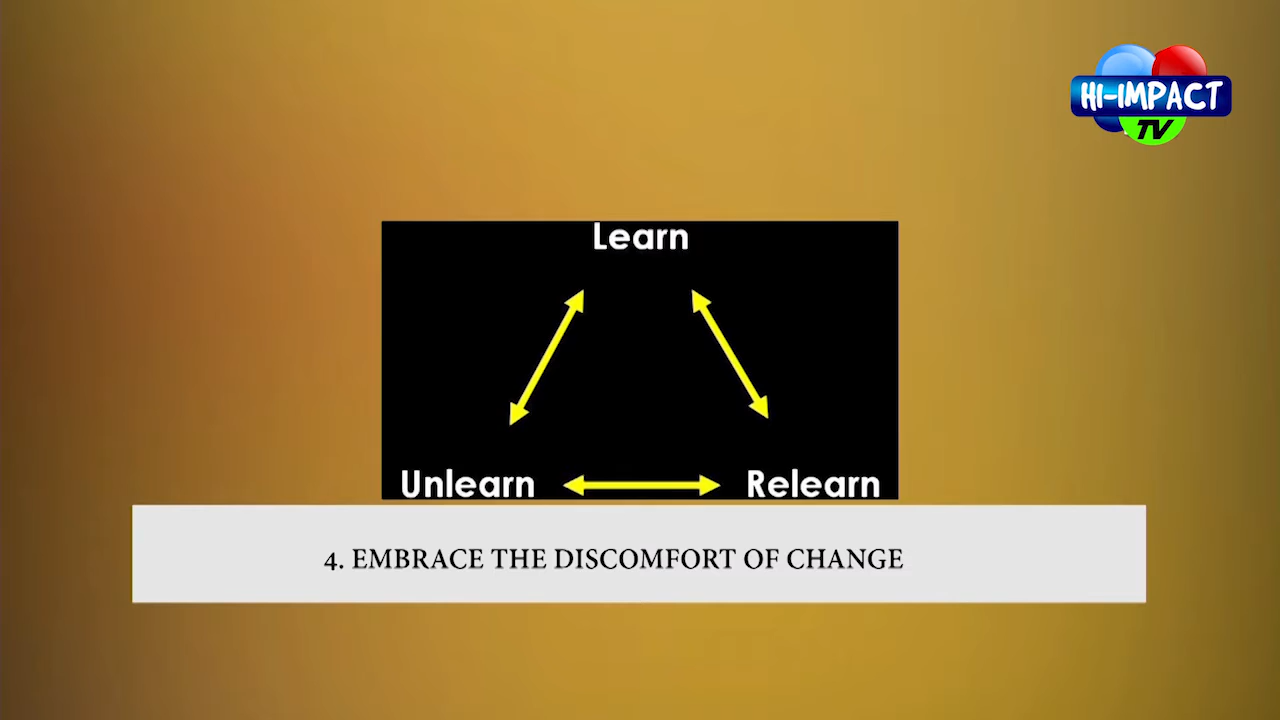 HI-IMPACT
TV
Learn
Unlearn
Relearn
4. EMBRACE THE DISCOMFORT OF CHANGE